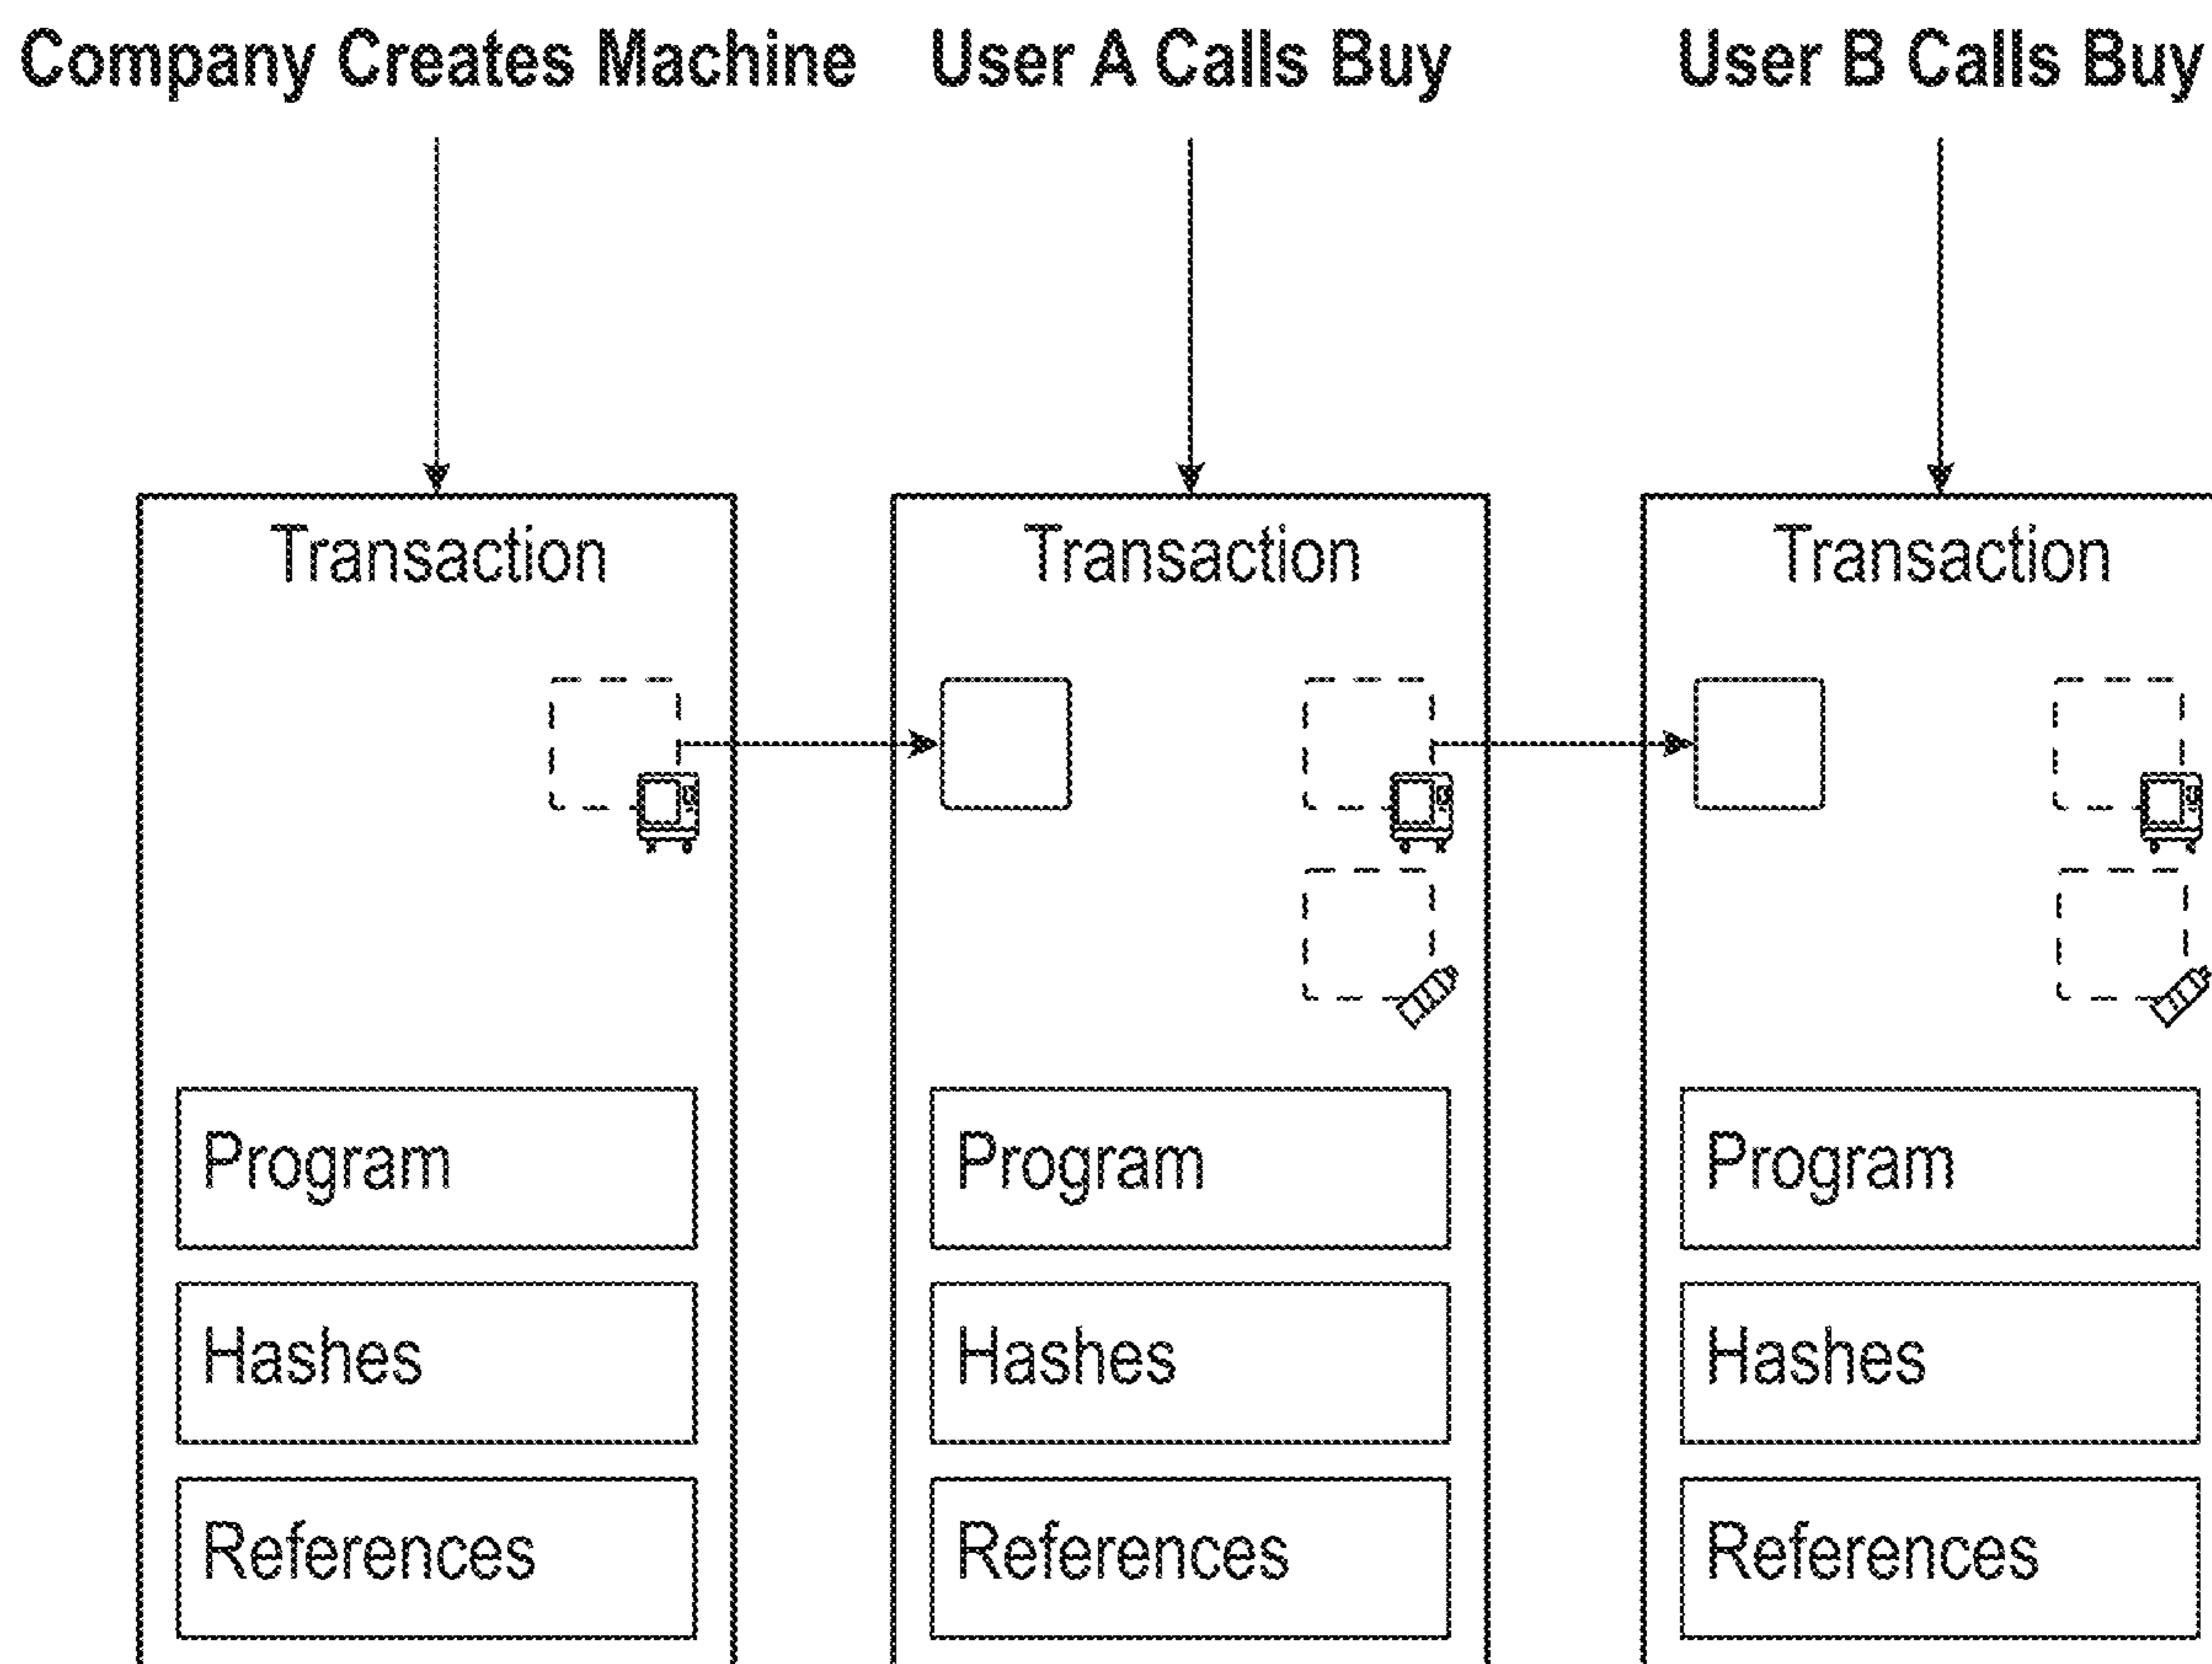 Company Creates Machine
User A Calls Buy
User B Calls Buy
Transaction
Transaction
Transaction
Program
Program
Program
Hashes
Hashes
Hashes
References
References
References